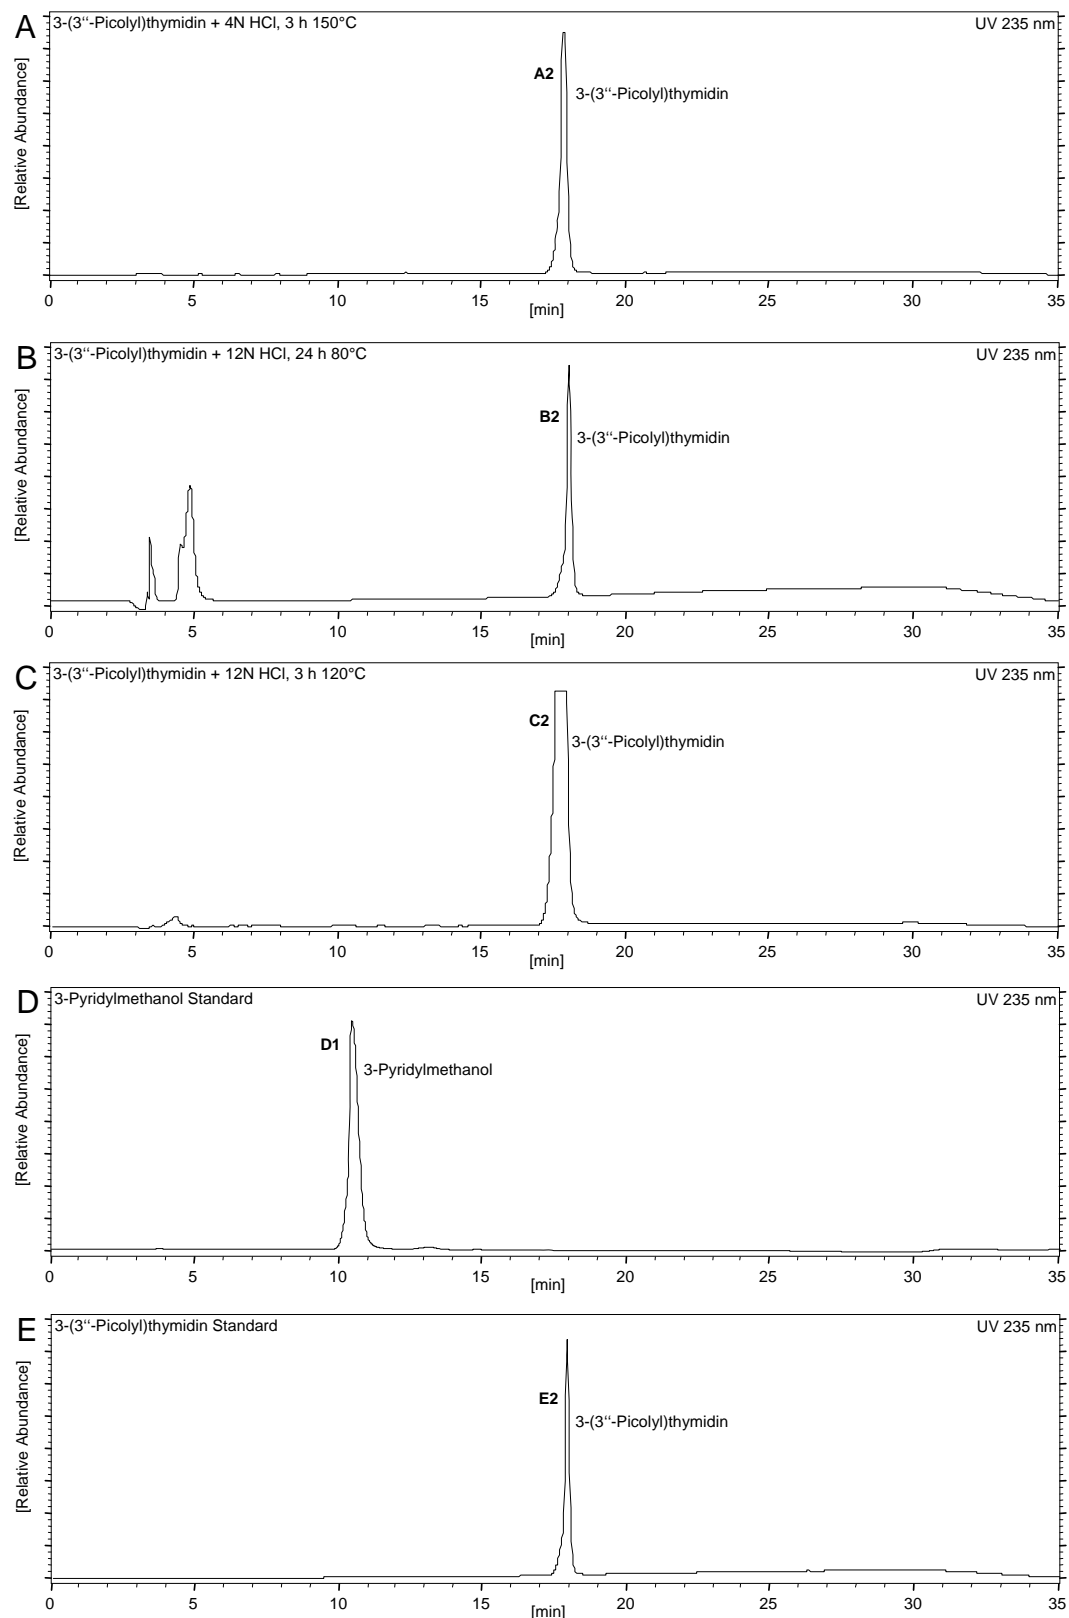 A
3-(3“-Picolyl)thymidin + 4N HCl, 3 h 150°C
UV 235 nm
[Relative Abundance]
A2
3-(3“-Picolyl)thymidin
0 5 10 15 20 25 30 35
[min]
B
3-(3“-Picolyl)thymidin + 12N HCl, 24 h 80°C
UV 235 nm
[Relative Abundance]
B2
3-(3“-Picolyl)thymidin
0 5 10 15 20 25 30 35
[min]
C
3-(3“-Picolyl)thymidin + 12N HCl, 3 h 120°C
UV 235 nm
[Relative Abundance]
C2
3-(3“-Picolyl)thymidin
0 5 10 15 20 25 30 35
[min]
D
3-Pyridylmethanol Standard
UV 235 nm
[Relative Abundance]
D1
3-Pyridylmethanol
0 5 10 15 20 25 30 35
[min]
E
3-(3“-Picolyl)thymidin Standard
UV 235 nm
[Relative Abundance]
E2
3-(3“-Picolyl)thymidin
0 5 10 15 20 25 30 35
[min]